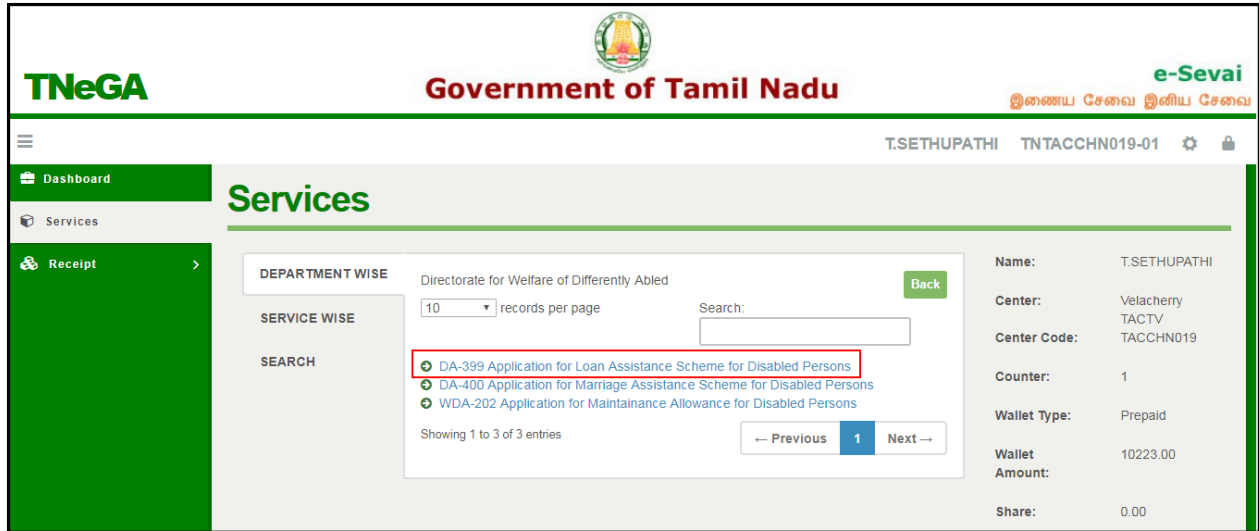 TNeGA
Government of Tamil Nadu
e-Sevai
இணைய சேவை இனிய சேவை
T.SETHUPATHI TNTACCHN019-01
Dashboard
Services
Receipt
Services
DEPARTMENT WISE
SERVICE WISE
SEARCH
Directorate for Welfare of Differently Abled
Back
10 records per page
Search:
DA-399 Application for Loan Assistance Scheme for Disabled Persons
DA-400 Application for Marriage Assistance Scheme for Disabled Persons
WDA-202 Application for Maintainance Allowance for Disabled Persons
Showing 1 to 3 of 3 entries
← Previous 1 Next →
Name: T.SETHUPATHI
Center: Velacherry
TACTV
Center Code: TACCHN019
Counter: 1
Wallet Type: Prepaid
Wallet 10223.00
Amount:
Share: 0.00